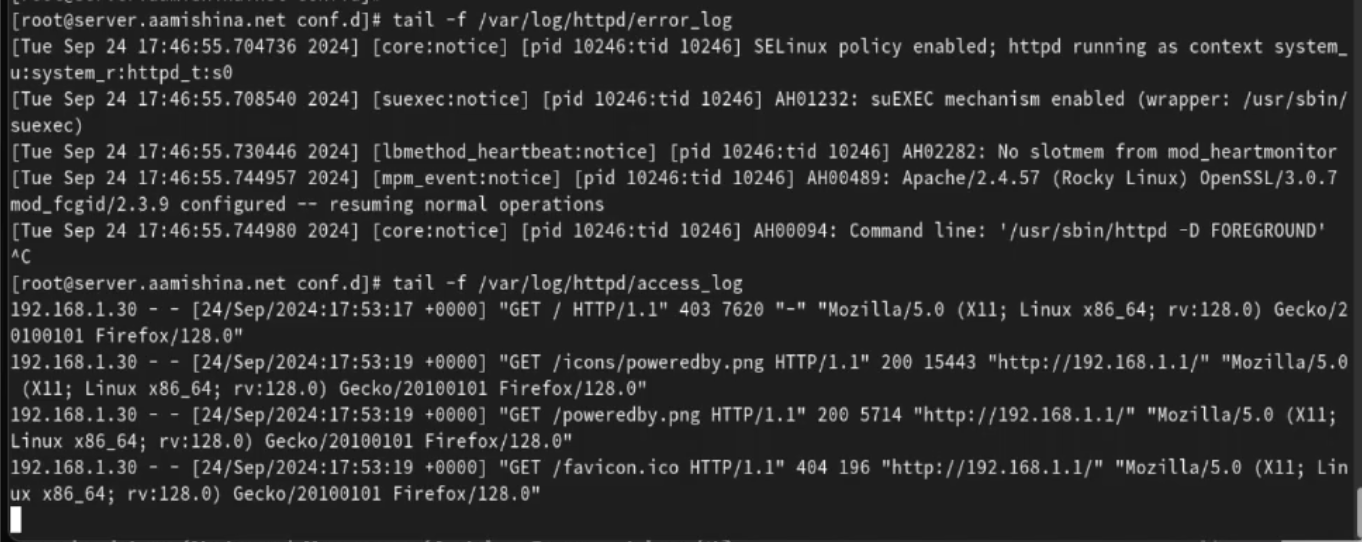 [root@server.aamishina.net conf.d]# tail -f /var/log/httpd/error_log
[Tue Sep 24 17:46:55.704736 2024] [core:notice] [pid 10246:tid 10246] SELinux policy enabled; httpd running as context system_
u:system_r:httpd_t:s0
[Tue Sep 24 17:46:55.708540 2024] [suexec:notice] [pid 10246:tid 10246] AH01232: suEXEC mechanism enabled (wrapper: /usr/sbin/
suexec)
[Tue Sep 24 17:46:55.730446 2024] [lbmethod_heartbeat:notice] [pid 10246:tid 10246] AH02282: No slotmem from mod_heartmonitor
[Tue Sep 24 17:46:55.744957 2024] [mpm_event:notice] [pid 10246:tid 10246] AH00489: Apache/2.4.57 (Rocky Linux) OpenSSL/3.0.7
mod_fcgid/2.3.9 configured -- resuming normal operations
[Tue Sep 24 17:46:55.744980 2024] [core:notice] [pid 10246:tid 10246] AH00094: Command line: '/usr/sbin/httpd -D FOREGROUND'
^C
[root@server.aamishina.net conf.d]# tail -f /var/log/httpd/access_log
192.168.1.30 - - [24/Sep/2024:17:53:17 +0000] "GET / HTTP/1.1" 403 7620 "-" "Mozilla/5.0 (X11; Linux x86_64; rv:128.0) Gecko/2
0100101 Firefox/128.0"
192.168.1.30 - - [24/Sep/2024:17:53:19 +0000] "GET /icons/poweredby.png HTTP/1.1" 200 15443 "http://192.168.1.1/" "Mozilla/5.0
 (X11; Linux x86_64; rv:128.0) Gecko/20100101 Firefox/128.0"
192.168.1.30 - - [24/Sep/2024:17:53:19 +0000] "GET /poweredby.png HTTP/1.1" 200 5714 "http://192.168.1.1/" "Mozilla/5.0 (X11;
Linux x86_64; rv:128.0) Gecko/20100101 Firefox/128.0"
192.168.1.30 - - [24/Sep/2024:17:53:19 +0000] "GET /favicon.ico HTTP/1.1" 404 196 "http://192.168.1.1/" "Mozilla/5.0 (X11; Lin
ux x86_64; rv:128.0) Gecko/20100101 Firefox/128.0"